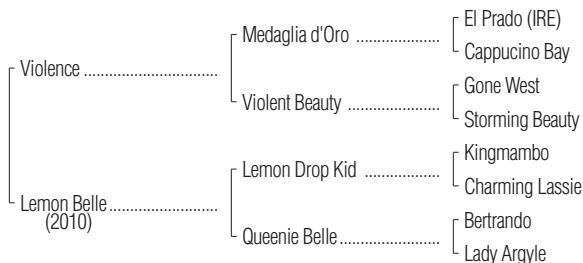 El Prado (IRE)
Medaglia d'Oro ....................
Cappucino Bay
Violence ...................................
Gone West
Violent Beauty ....................
Storming Beauty
Kingmambo
Lemon Drop Kid ...................
Charming Lassie
Lemon Belle ............................
(2010)
Bertrando
Queenie Belle ........................
Lady Argyle